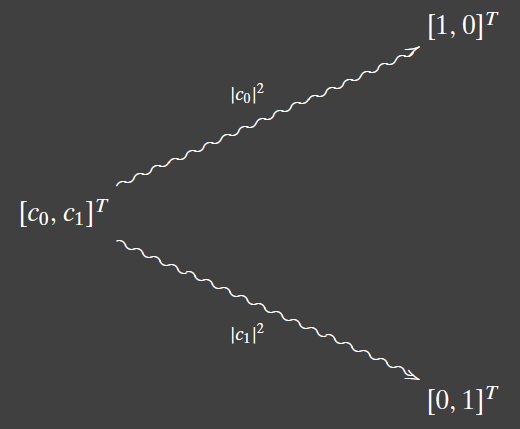 [1, 0]ᵀ
|c₀|²
[c₀, c₁]ᵀ
|c₁|²
[0, 1]ᵀ